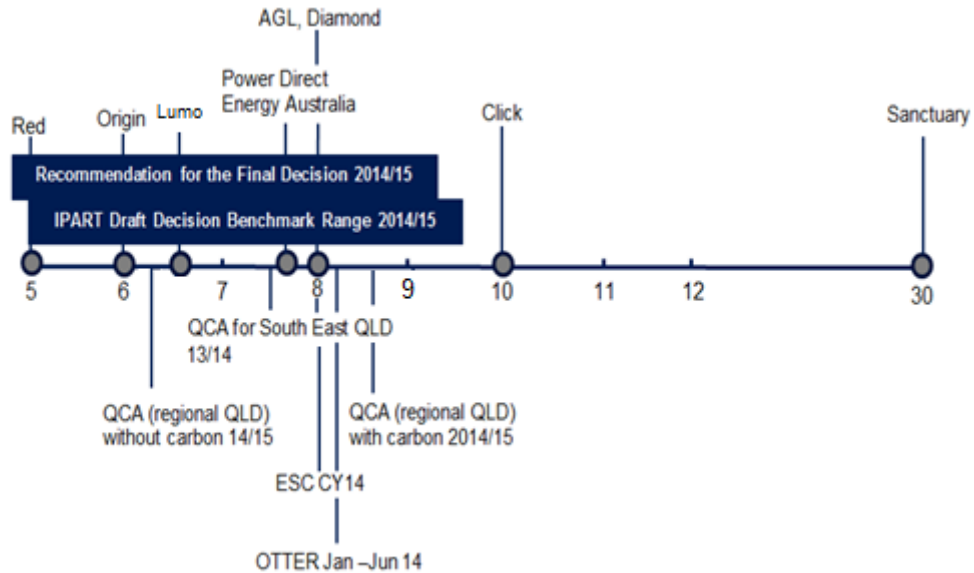 AGL, Diamond
Power Direct
Energy Australia
Red
Origin
Lumo
Click
Sanctuary
Recommendation for the Final Decision 2014/15
IPART Draft Decision Benchmark Range 2014/15
5 6 7 8 9 10 11 12 30
QCA for South East QLD
13/14
QCA (regional QLD)
without carbon 14/15
QCA (regional QLD)
with carbon 2014/15
ESC CY14
OTTER Jan –Jun 14